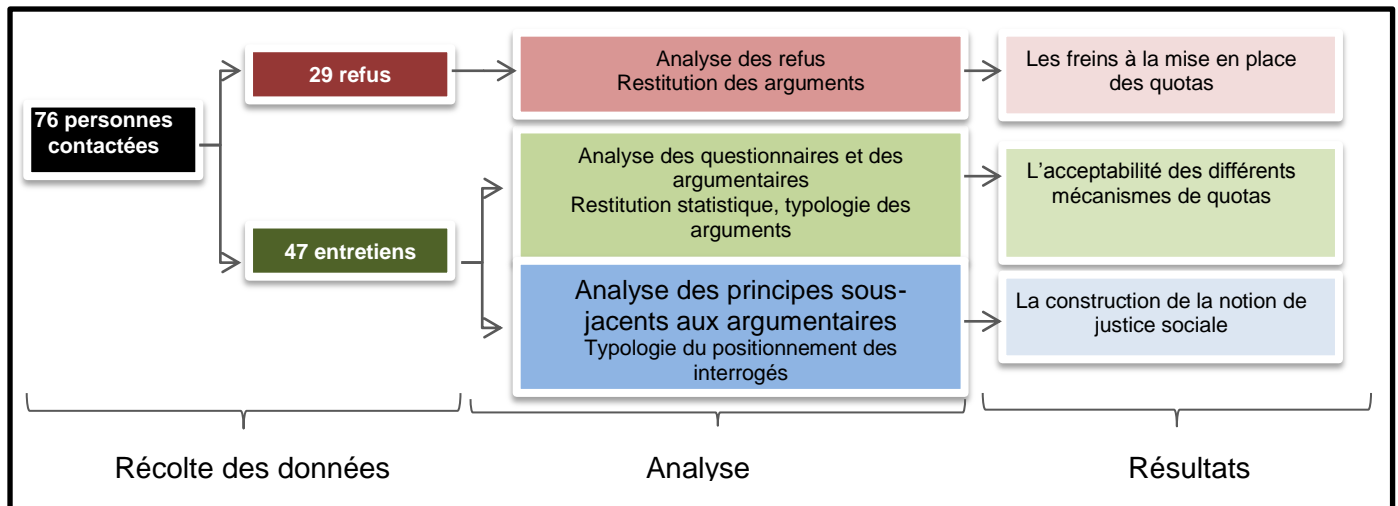 76 personnes
contactées
29 refus
47 entretiens
Analyse des refus
Restitution des arguments
Analyse des questionnaires et des
argumentaires
Restitution statistique, typologie des
arguments
Analyse des principes sous-
jacents aux argumentaires
Typologie du positionnement des
interrogés
Les freins à la mise en place
des quotas
L'acceptabilité des différents
mécanismes de quotas
La construction de la notion de
justice sociale
Récolte des données
Analyse
Résultats